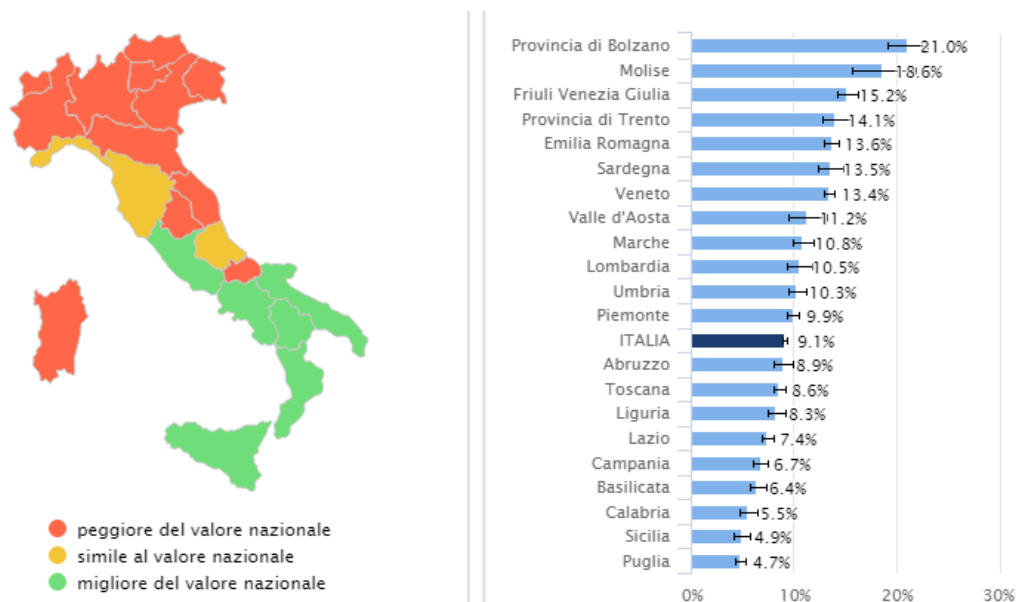 peggiore del valore nazionale
simile al valore nazionale
migliore del valore nazionale
Provincia di Bolzano 21.0%
Molise 18.6%
Friuli Venezia Giulia 15.2%
Provincia di Trento 14.1%
Emilia Romagna 13.6%
Sardegna 13.5%
Veneto 13.4%
Valle d'Aosta 11.2%
Marche 10.8%
Lombardia 10.5%
Umbria 10.3%
Piemonte 9.9%
ITALIA 9.1%
Abruzzo 8.9%
Toscana 8.6%
Liguria 8.3%
Lazio 7.4%
Campania 6.7%
Basilicata 6.4%
Calabria 5.5%
Sicilia 4.9%
Puglia 4.7%
0% 10% 20% 30%